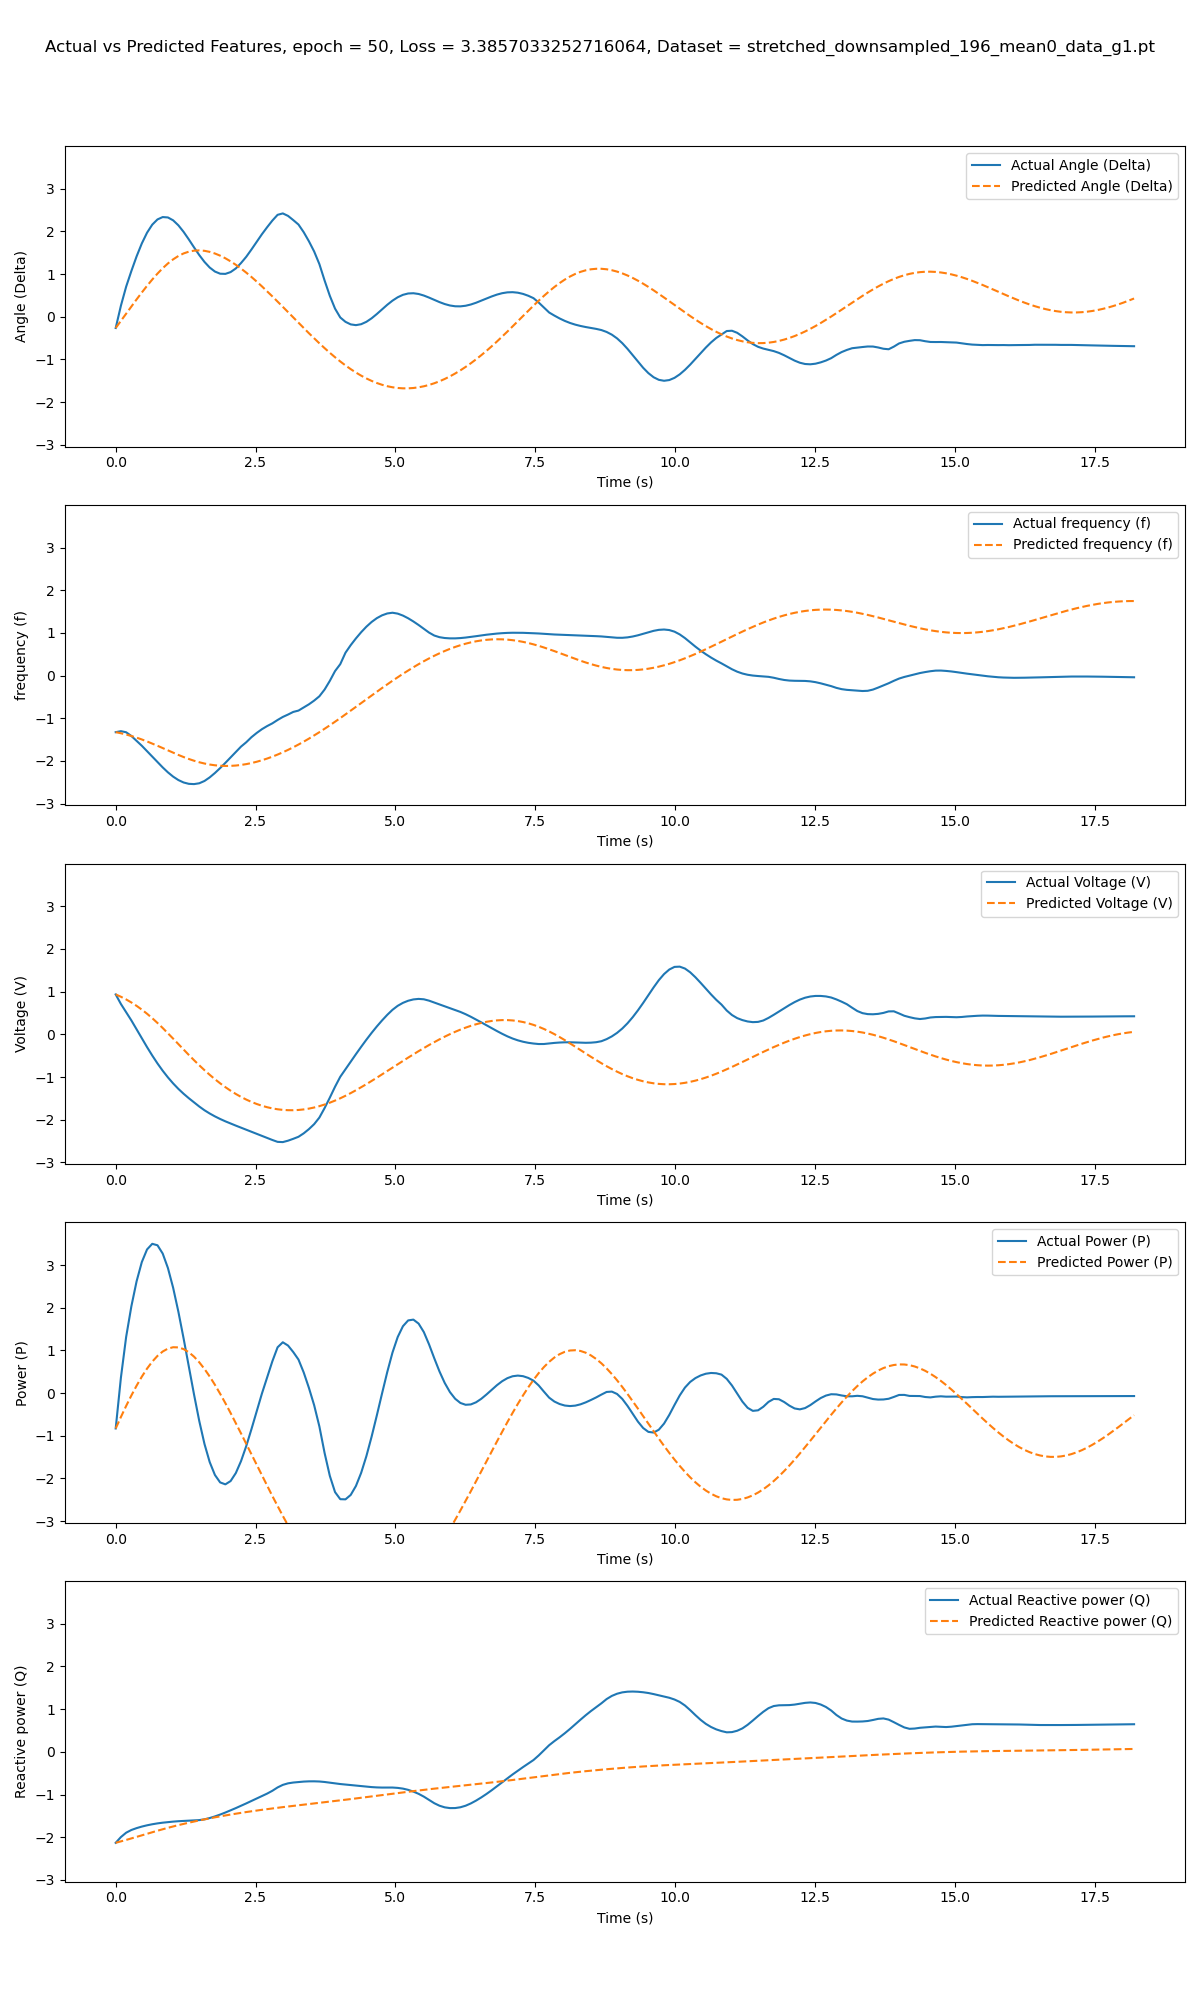 Actual vs Predicted Features, epoch = 50, Loss = 3.3857033252716064, Dataset = stretched_downsampled_196_mean0_data_g1.pt
Actual Angle (Delta)
Predicted Angle (Delta)
Angle (Delta)
3
2
1
0
−1
−2
−3
0.0 2.5 5.0 7.5 10.0 12.5 15.0 17.5
Time (s)
Actual frequency (f)
Predicted frequency (f)
frequency (f)
3
2
1
0
−1
−2
−3
0.0 2.5 5.0 7.5 10.0 12.5 15.0 17.5
Time (s)
Actual Voltage (V)
Predicted Voltage (V)
Voltage (V)
3
2
1
0
−1
−2
−3
0.0 2.5 5.0 7.5 10.0 12.5 15.0 17.5
Time (s)
Actual Power (P)
Predicted Power (P)
Power (P)
3
2
1
0
−1
−2
−3
0.0 2.5 5.0 7.5 10.0 12.5 15.0 17.5
Time (s)
Actual Reactive power (Q)
Predicted Reactive power (Q)
Reactive power (Q)
3
2
1
0
−1
−2
−3
0.0 2.5 5.0 7.5 10.0 12.5 15.0 17.5
Time (s)